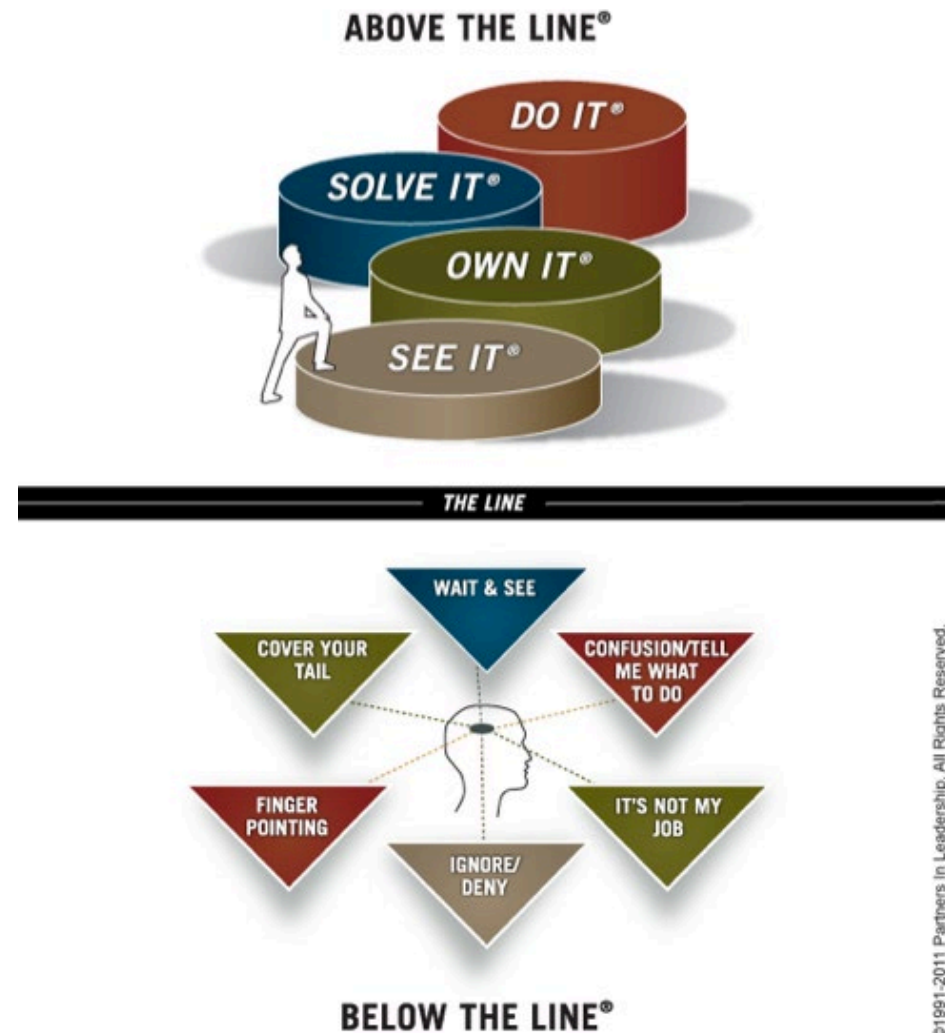 ABOVE THE LINE®
DO IT®
SOLVE IT®
OWN IT®
SEE IT®
THE LINE
WAIT & SEE
COVER YOUR
TAIL
CONFUSION/TELL
ME WHAT
TO DO
FINGER
POINTING
IT'S NOT MY
JOB
IGNORE/
DENY
BELOW THE LINE®
©1991-2011 Partners In Leadership. All Rights Reserved.